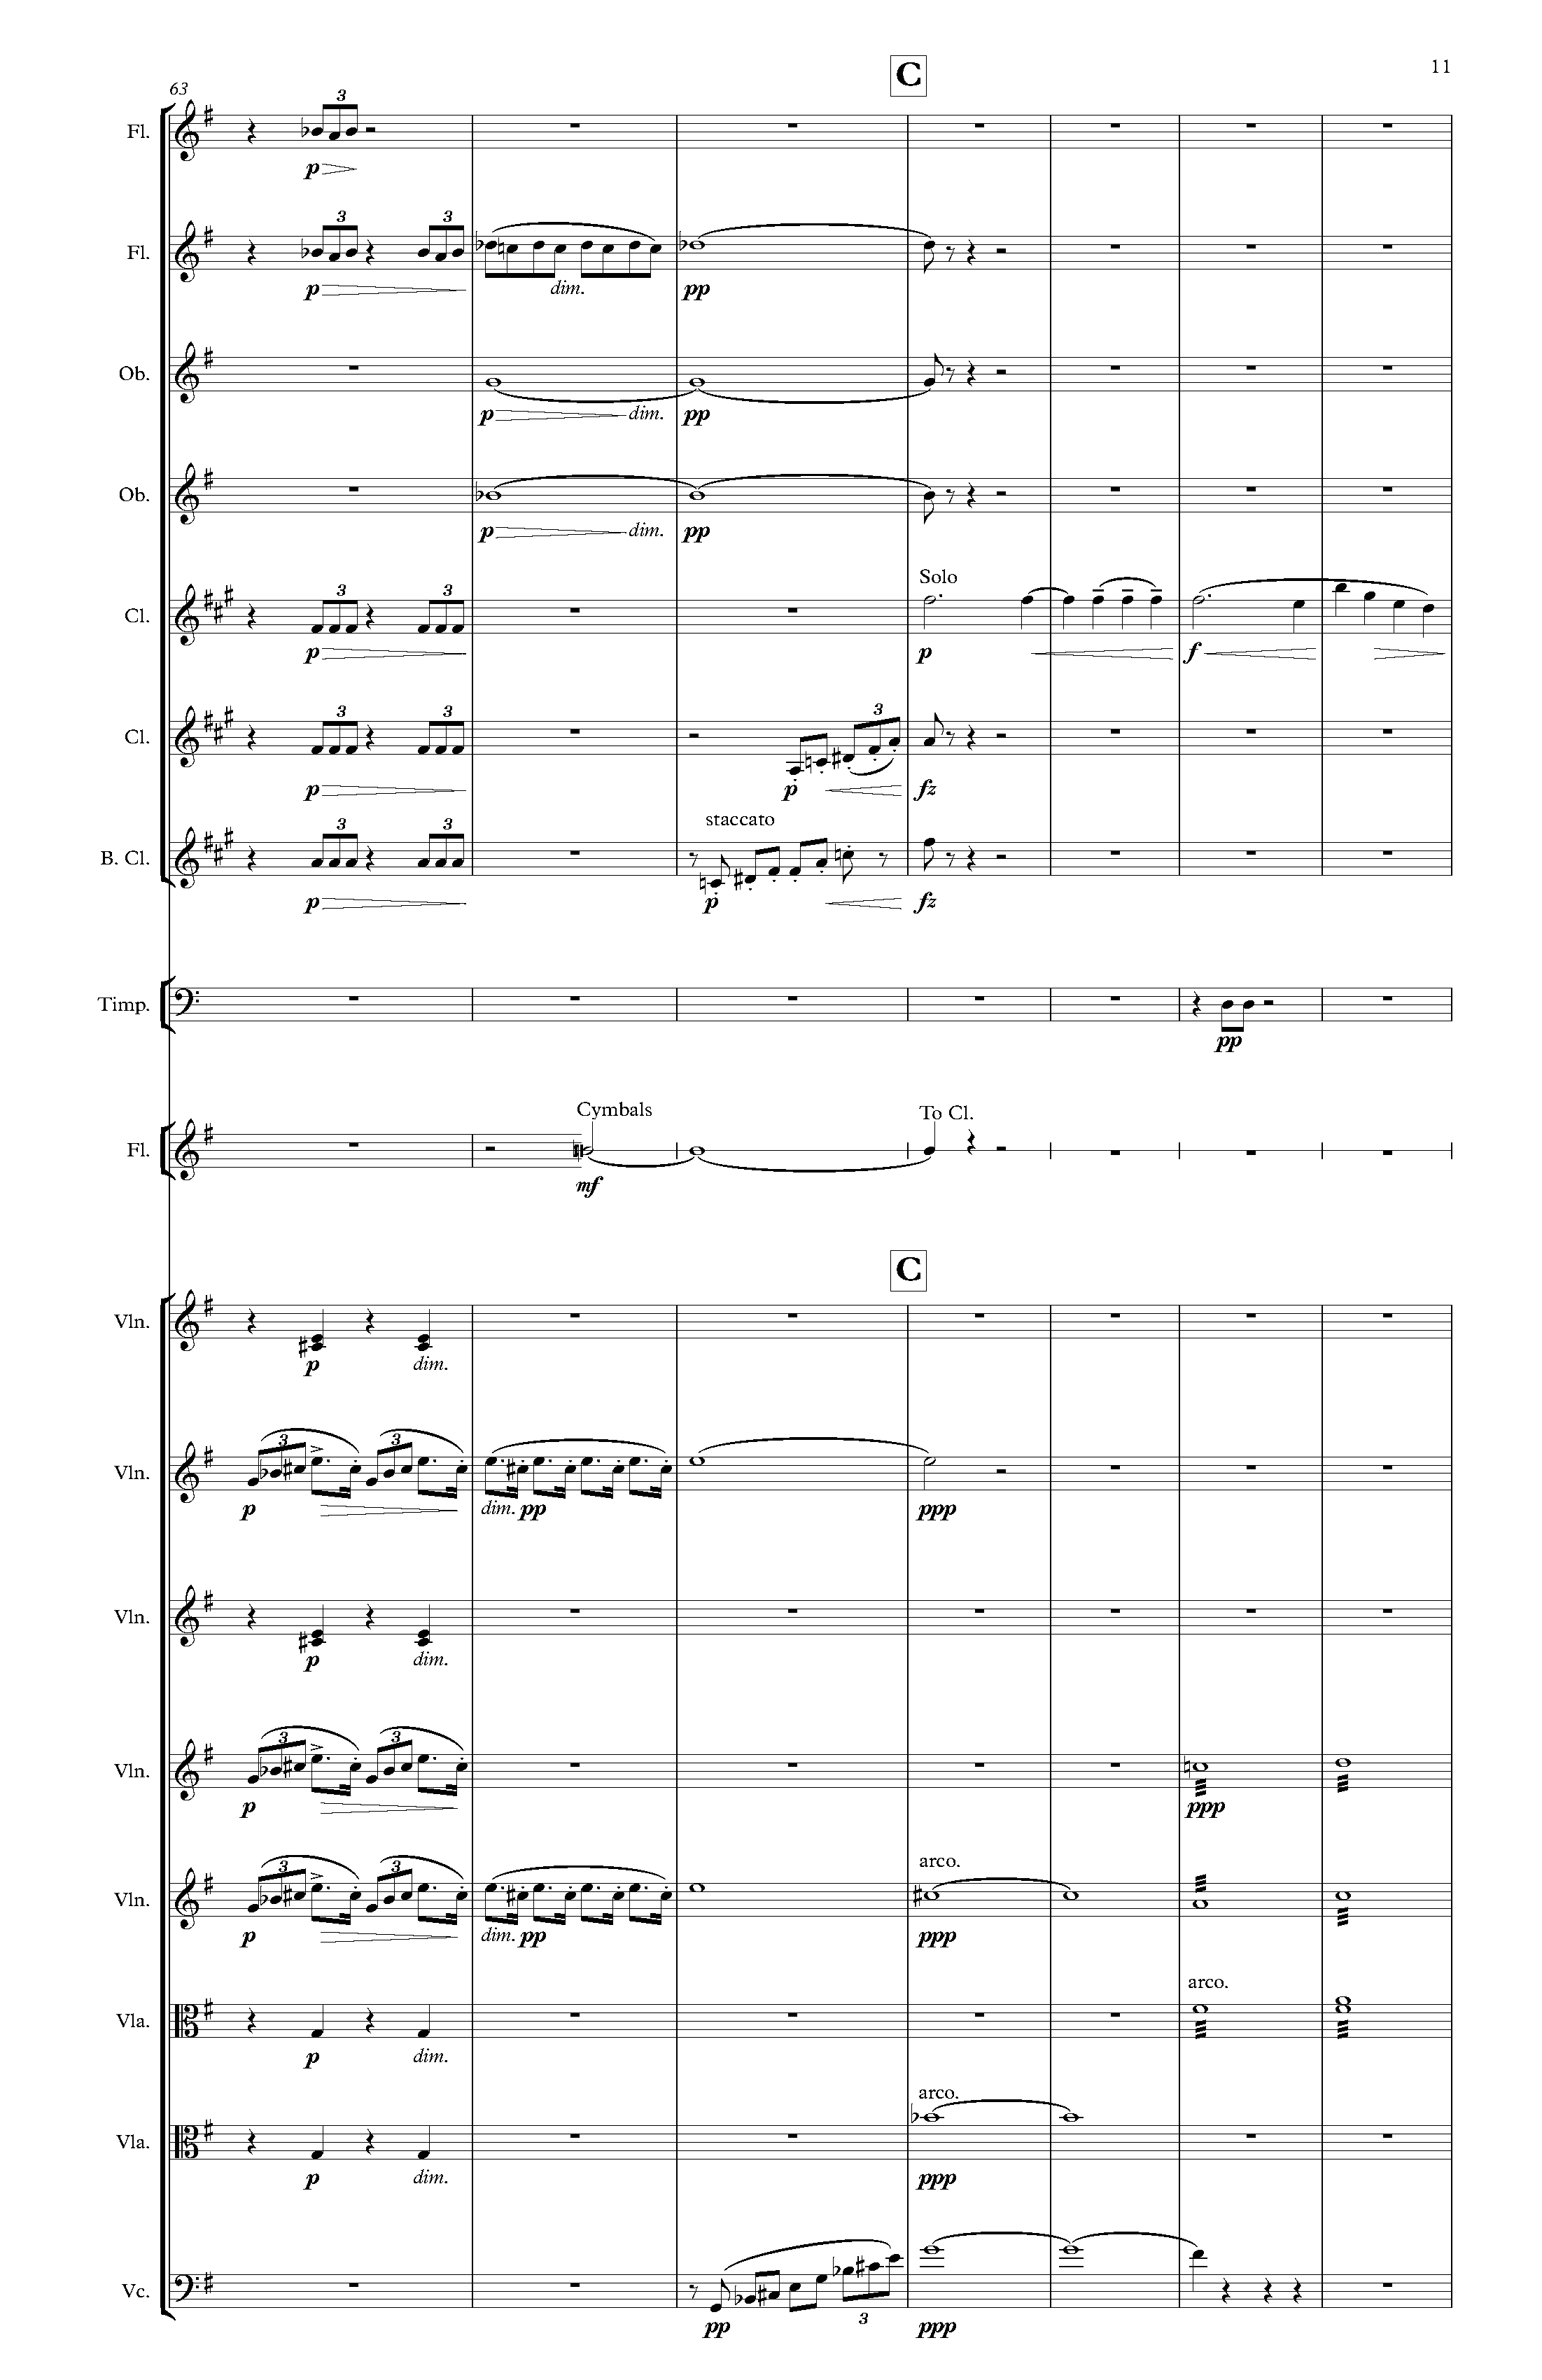 C
11
63
Fl.
3
p
Fl.
3 3
p dim. pp
Ob.
p dim. pp
Ob.
p dim. pp
Solo
Cl.
3 3
p p f
Cl.
3 3 3
p p fz
staccato
B. Cl.
3 3
p p fz
Timp.
pp
Cymbals To Cl.
Fl.
mf
C
Vln.
p dim.
Vln.
3 3
p dim. pp ppp
Vln.
p dim.
Vln.
3 3
p ppp
arco.
Vln.
3 3
p dim. pp ppp
arco.
Vla.
p dim.
arco.
Vla.
p dim. ppp
Vc.
3
pp ppp